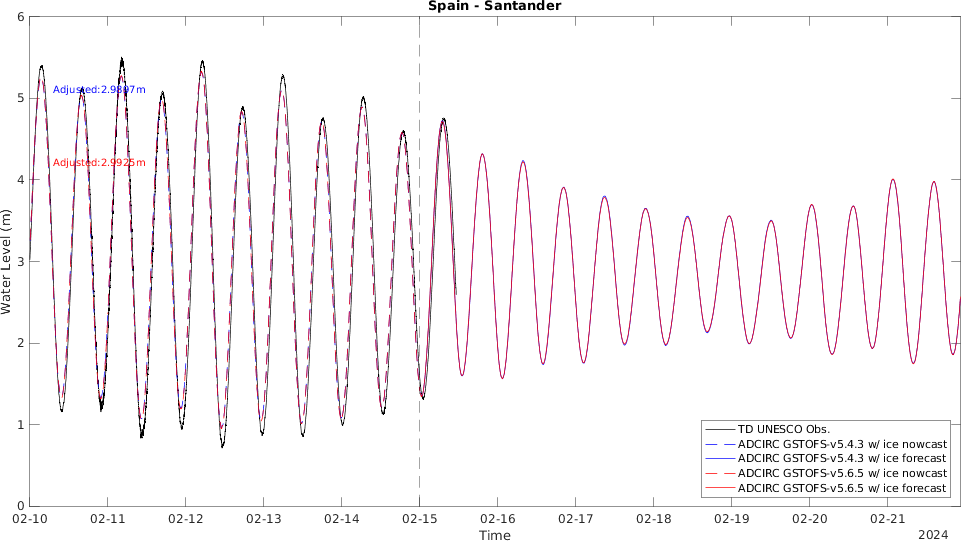 Spain - Santander
6
5
4
3
2
1
0
Water Level (m)
Adjusted:2.9897m
Adjusted:2.9925m
TD UNESCO Obs.
ADCIRC GSTOFS-v5.4.3 w/ ice nowcast
ADCIRC GSTOFS-v5.4.3 w/ ice forecast
ADCIRC GSTOFS-v5.6.5 w/ ice nowcast
ADCIRC GSTOFS-v5.6.5 w/ ice forecast
02-10 02-11 02-12 02-13 02-14 02-15 02-16 02-17 02-18 02-19 02-20 02-21
Time
2024